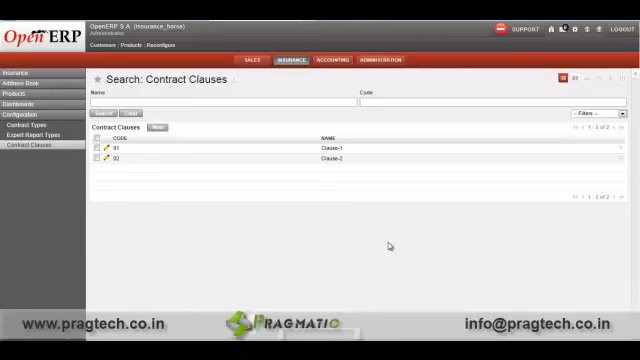 OpenERP S.A. (insurance_horse)
Administrator
Open ERP
SUPPORT
LOGOUT
Customers Products Reconfigure
SALES INSURANCE ACCOUNTING ADMINISTRATION
Insurance
Address Book
Products
Dashboards
Configuration
Contract Types
Expert Report Types
Contract Clauses
Search: Contract Clauses
Name
Code
Search Clear
-- Filters --
Contract Clauses New
1 - 2 of 2
CODE NAME
01 Clause-1
02 Clause-2
1 - 2 of 2
www.pragtech.co.in
PRAGMATIC
info@pragtech.co.in